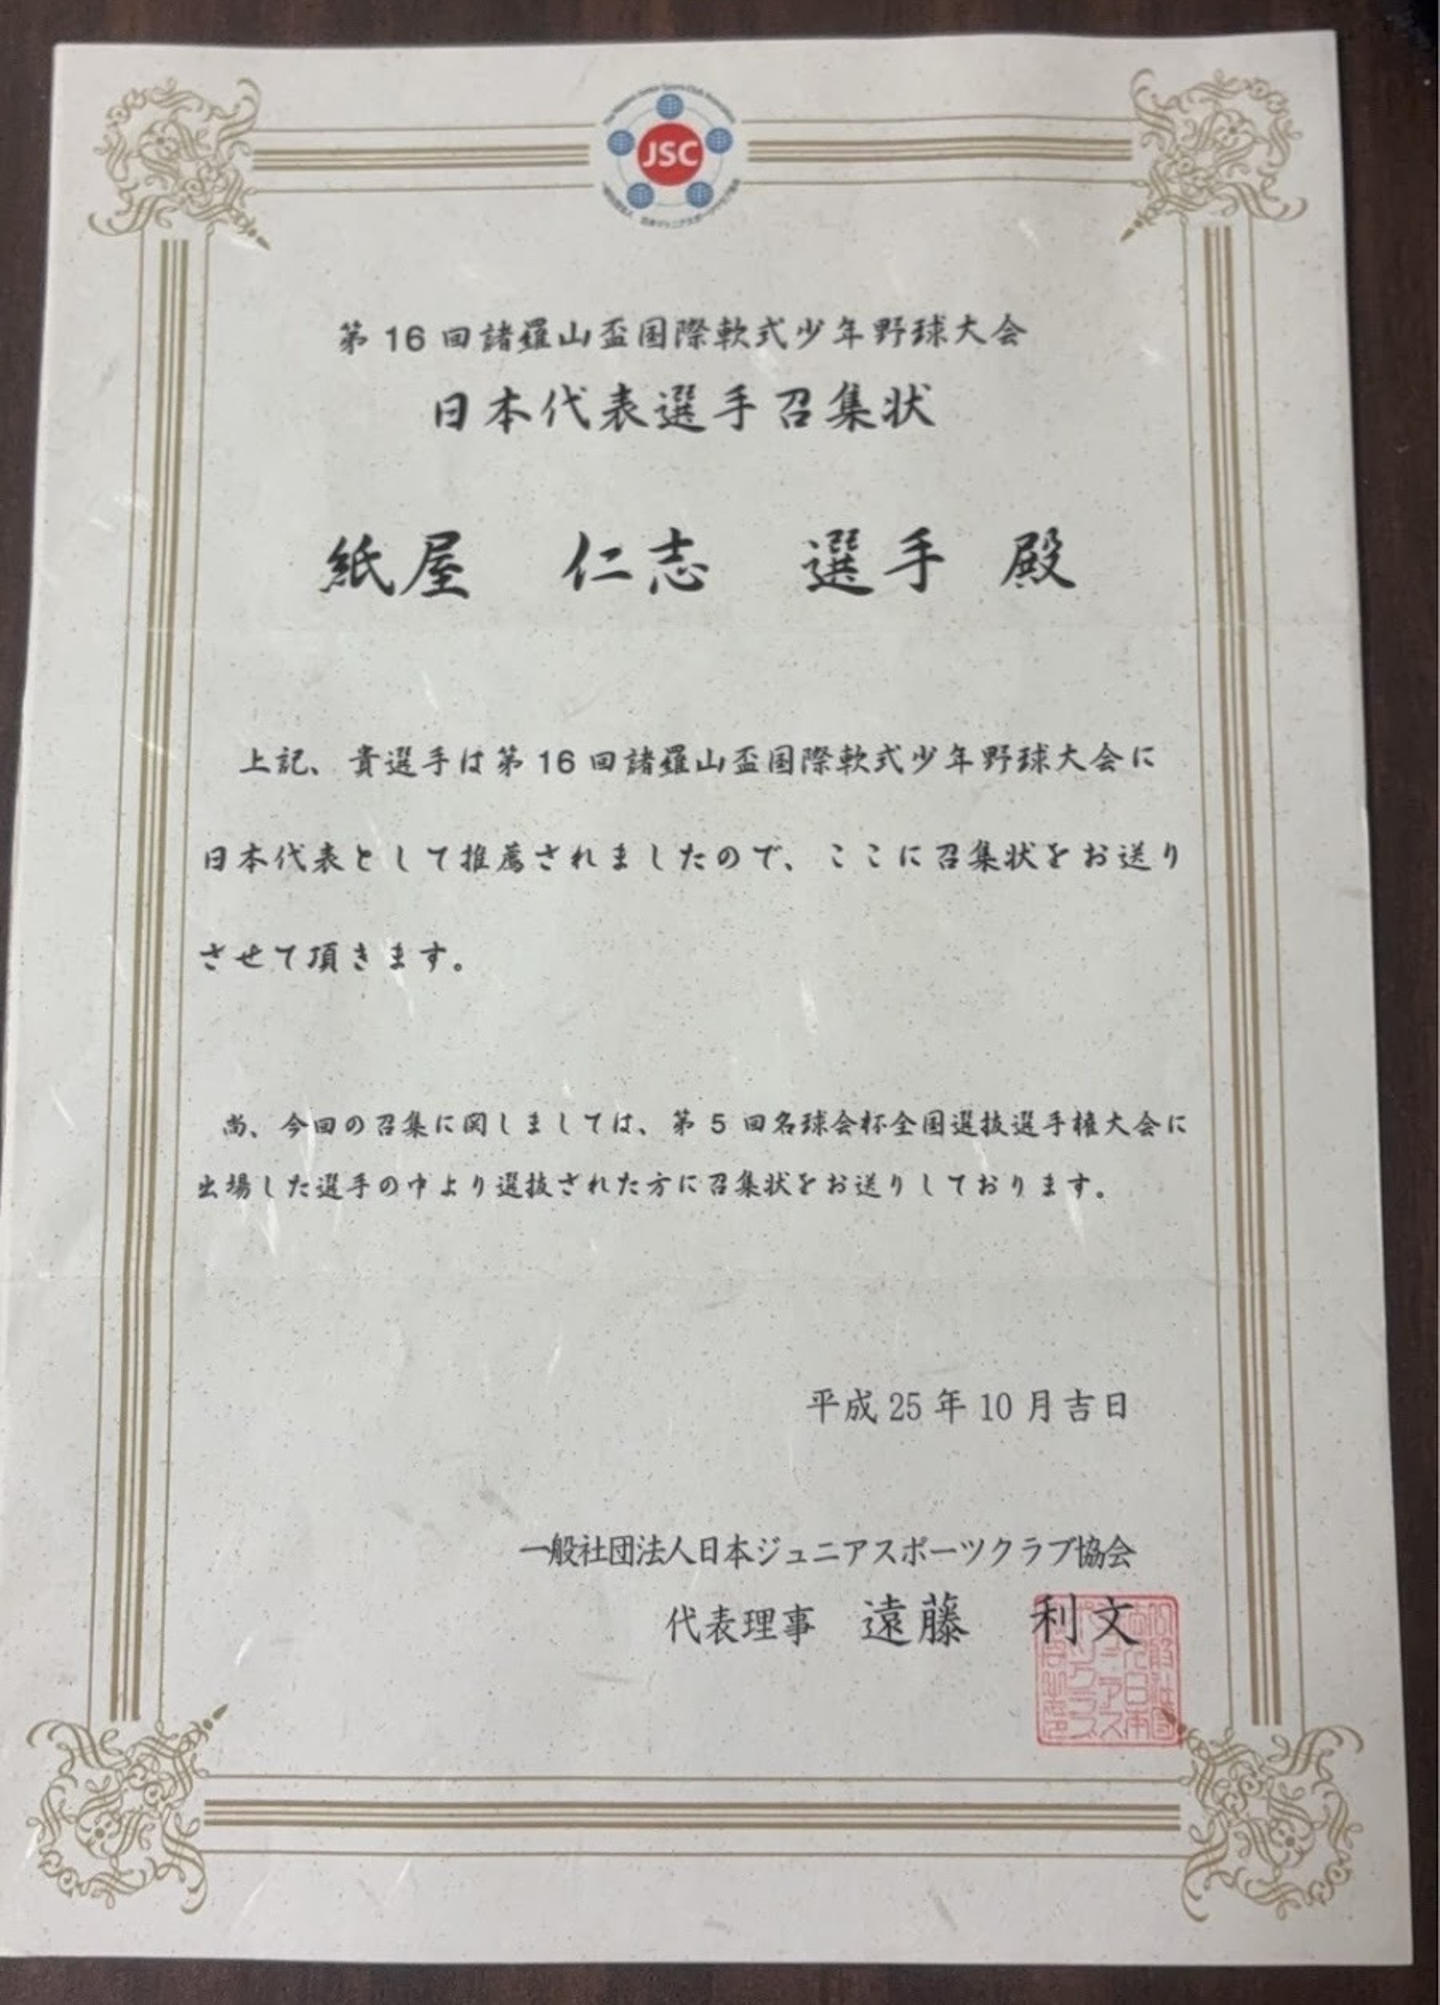 JSC
第16回諸羅山盃国際軟式少年野球大会
日本代表選手召集状
紙屋 仁志 選手 殿
上記、貴選手は第16回諸羅山盃国際軟式少年野球大会に
日本代表として推薦されましたので、ここに召集状をお送り
させて頂きます。
尚、今回の召集に関しましては、第5回名球会杯全国選抜選手権大会に
出場した選手の中より選抜された方に召集状をお送りしております。
平成25年10月吉日
一般社団法人日本ジュニアスポーツクラブ協会
代表理事 遠藤 利文